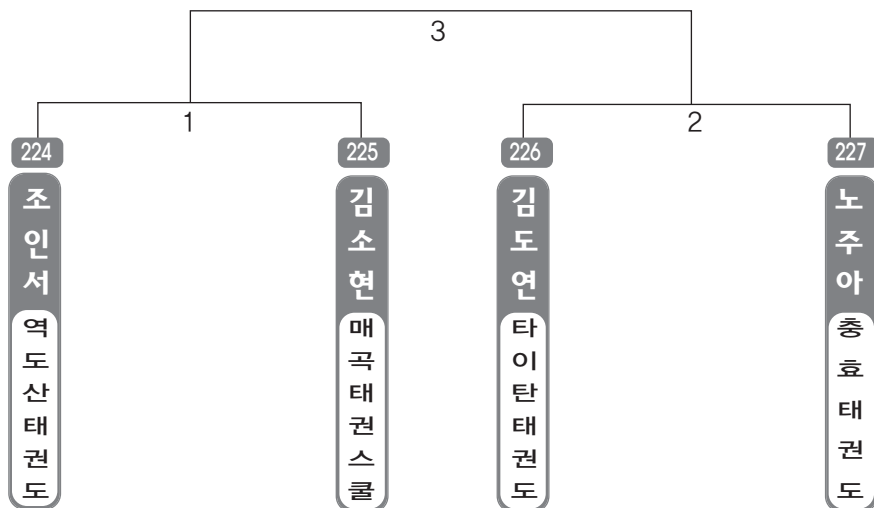 3
1
2
224
조인서
역도산태권도
225
김소현
매곡태권스쿨
226
김도연
타이탄태권도
227
노주아
충효태권도